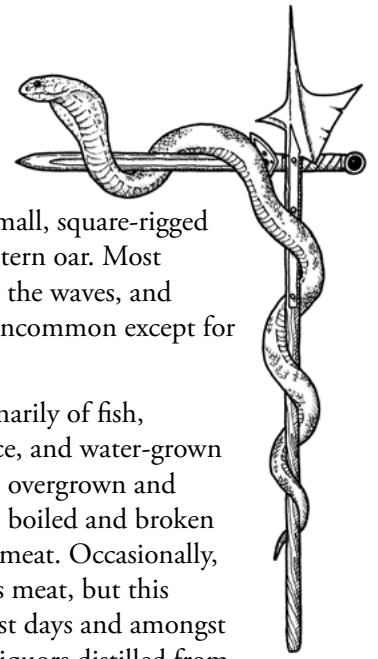 mall, square-rigged
tern oar. Most
the waves, and
ncommon except for
narily of fish,
ce, and water-grown
overgrown and
boiled and broken
meat. Occasionally,
s meat, but this
st days and amongst
iquors distilled from